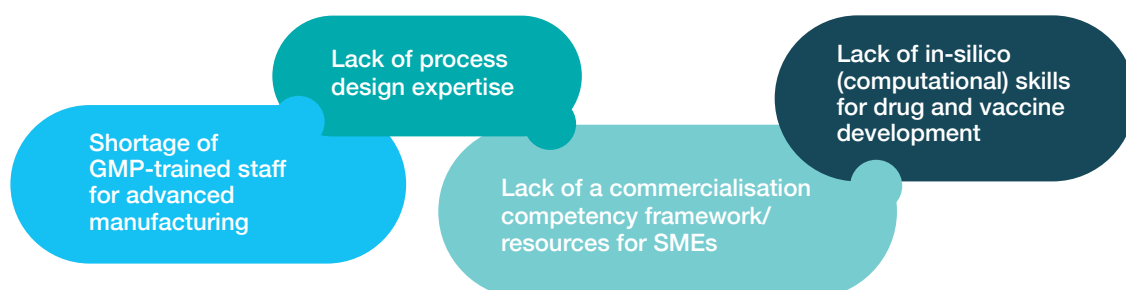 Shortage of
GMP-trained staff
for advanced
manufacturing
Lack of process
design expertise
Lack of a commercialisation
competency framework/
resources for SMEs
Lack of in-silico
(computational) skills
for drug and vaccine
development